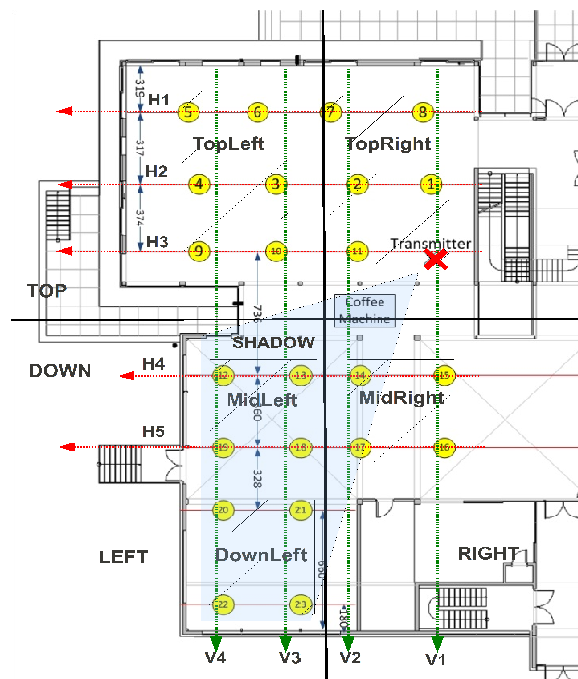 319
H1
5 6 7 8
TopLeft TopRight
317
H2
4 3 2 1
374
H3
9 10 11
Transmitter
TOP
Coffee
Machine
SHADOW
DOWN
H4
12 13 14 15
MidLeft MidRight
H5
19 18 17 16
328
20 21
LEFT
DownLeft
RIGHT
22 23
V4 V3 V2 V1